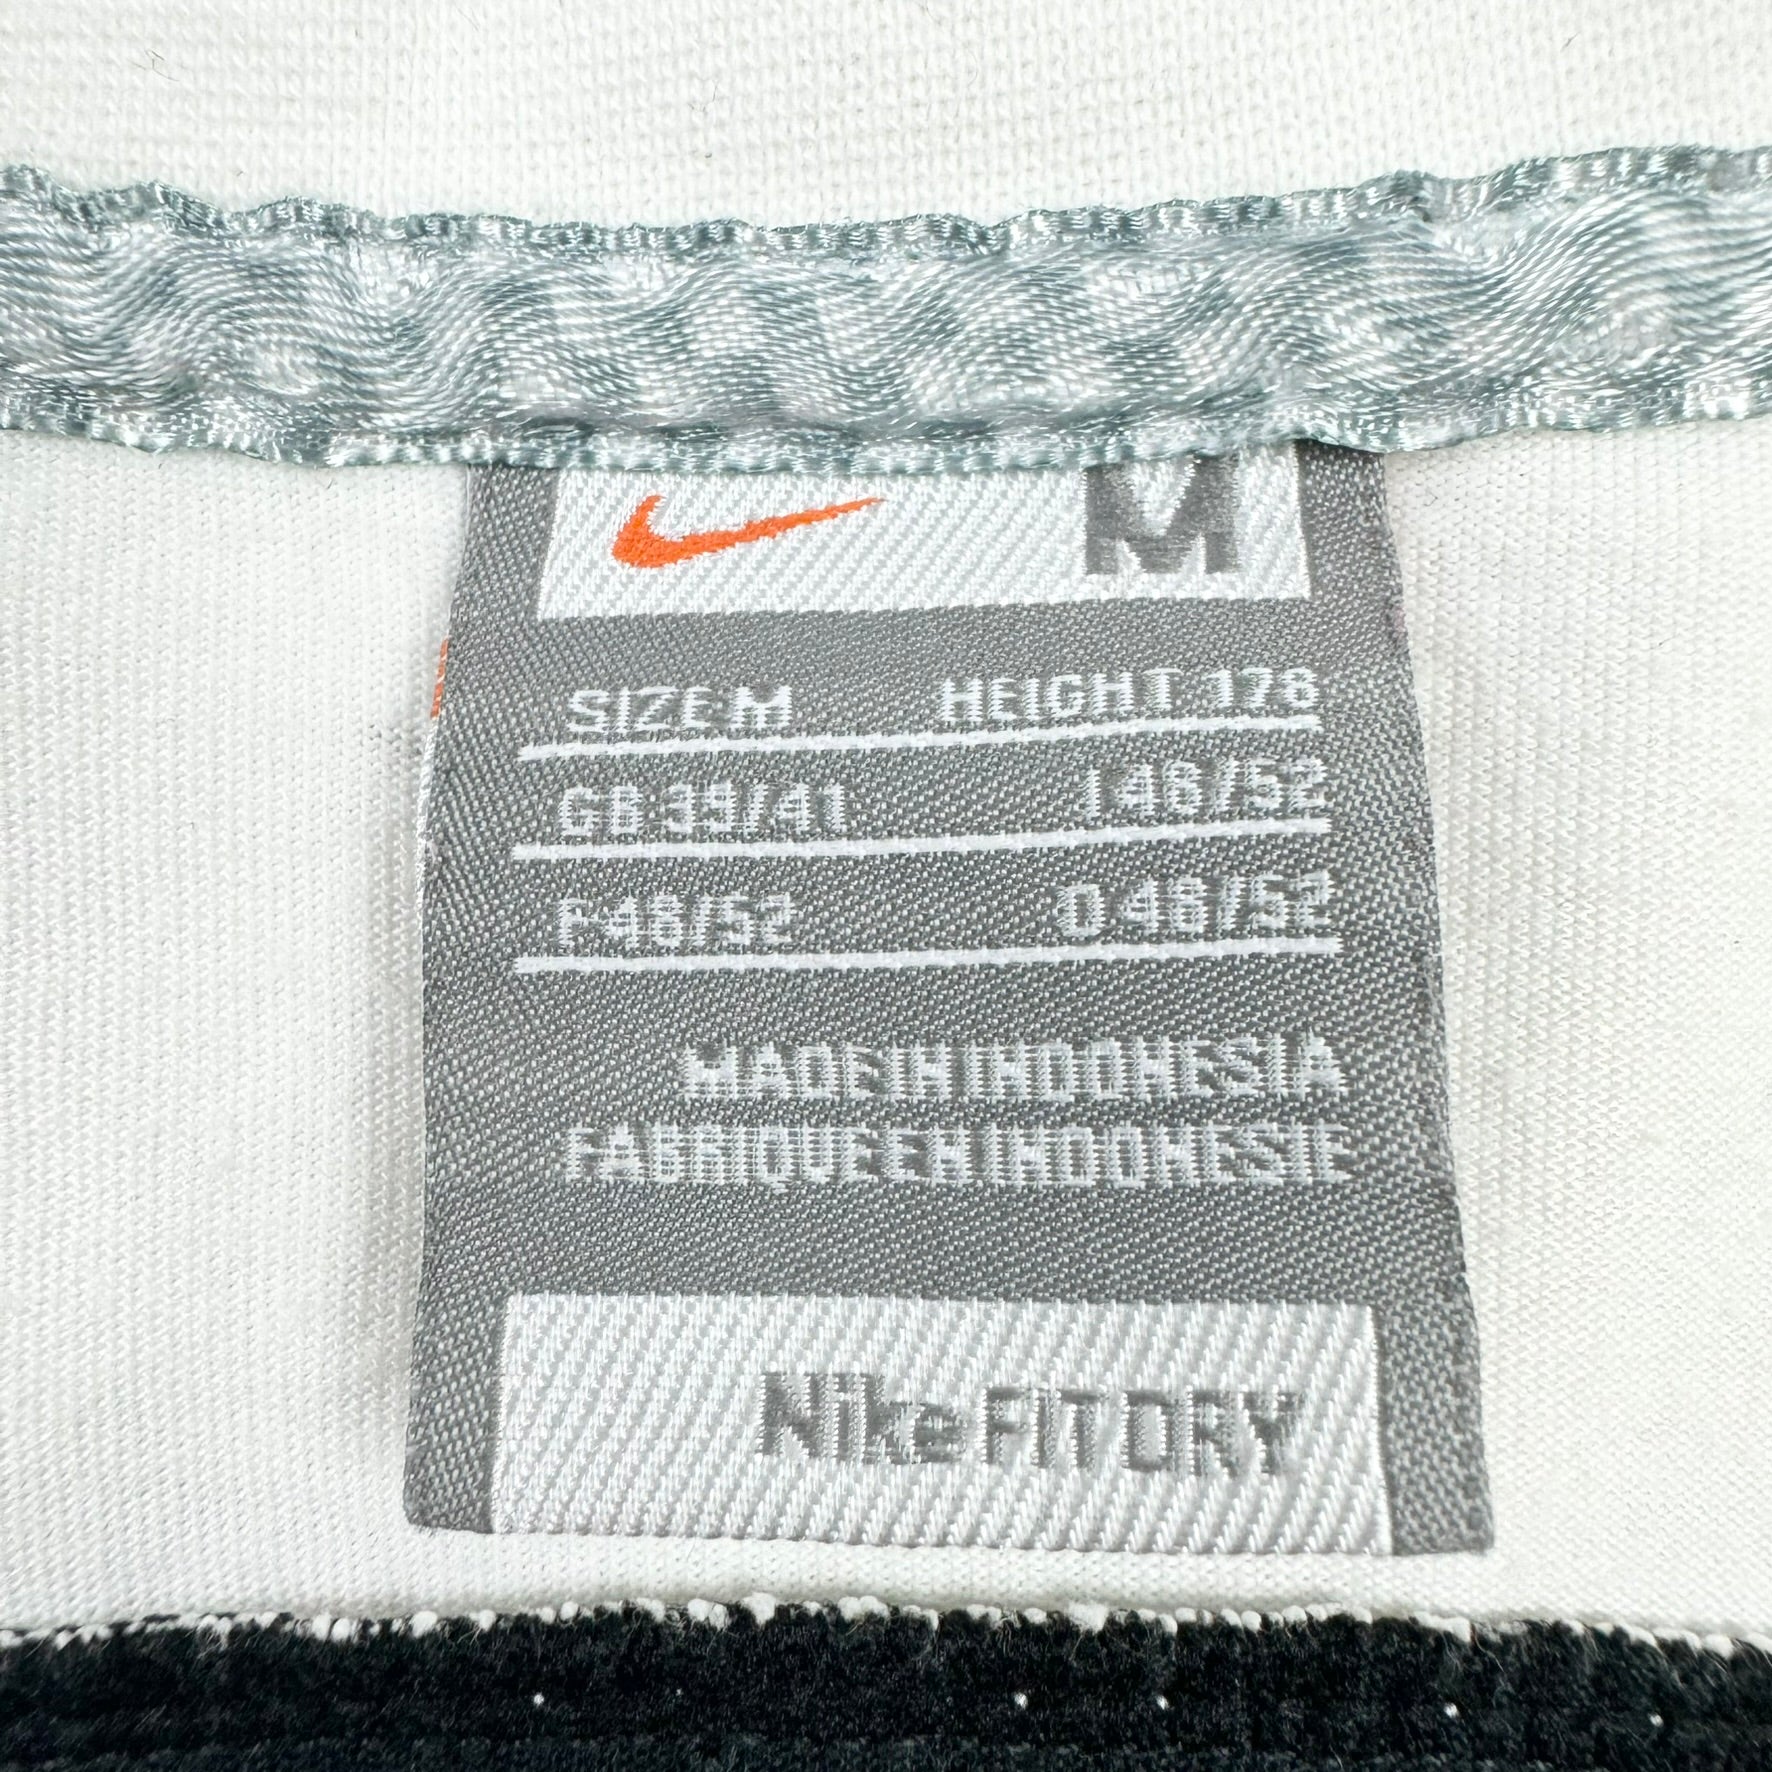 M
SIZE M HEIGHT 178
GB 39/41 I 48/52
F 48/52 D 48/52
MADE IN INDONESIA
FABRIQUE EN INDONESIE
Nike FIT DRY